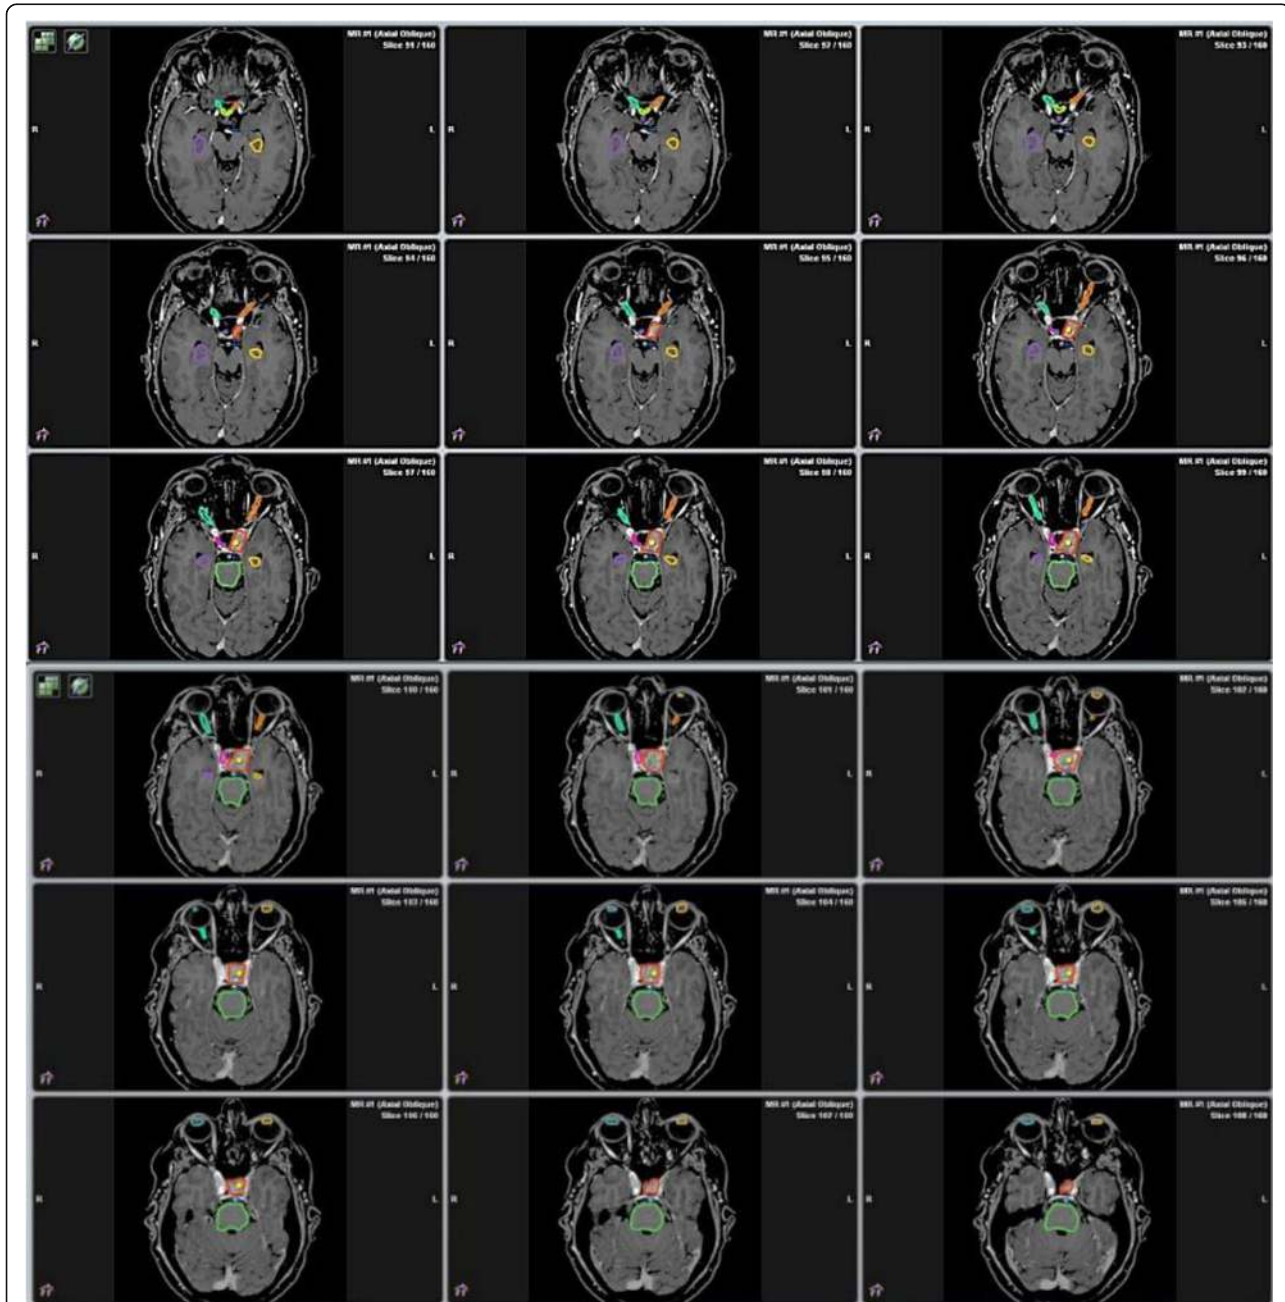 MR #1 (Axial Oblique)
Slice 91 / 160
R
L
MR #1 (Axial Oblique)
Slice 92 / 160
R
L
MR #1 (Axial Oblique)
Slice 93 / 160
R
L
MR #1 (Axial Oblique)
Slice 94 / 160
R
L
MR #1 (Axial Oblique)
Slice 95 / 160
R
L
MR #1 (Axial Oblique)
Slice 96 / 160
R
L
MR #1 (Axial Oblique)
Slice 97 / 160
R
L
MR #1 (Axial Oblique)
Slice 98 / 160
R
L
MR #1 (Axial Oblique)
Slice 99 / 160
R
L
MR #1 (Axial Oblique)
Slice 100 / 160
R
L
MR #1 (Axial Oblique)
Slice 101 / 160
R
L
MR #1 (Axial Oblique)
Slice 102 / 160
R
L
MR #1 (Axial Oblique)
Slice 103 / 160
R
L
MR #1 (Axial Oblique)
Slice 104 / 160
R
L
MR #1 (Axial Oblique)
Slice 105 / 160
R
L
MR #1 (Axial Oblique)
Slice 106 / 160
R
L
MR #1 (Axial Oblique)
Slice 107 / 160
R
L
MR #1 (Axial Oblique)
Slice 108 / 160
R
L